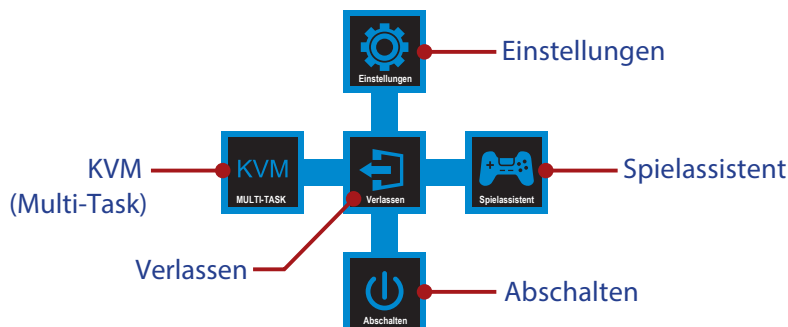 Einstellungen
Einstellungen
KVM
(Multi-Task)
KVM
MULTI-TASK
Verlassen
Spielassistent
Spielassistent
Verlassen
Abschalten
Abschalten